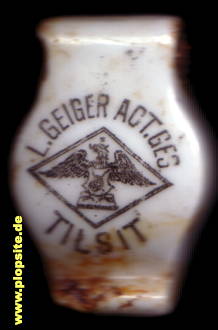 L. GEIGER ACT. GES
TILSIT
www.plopsite.de